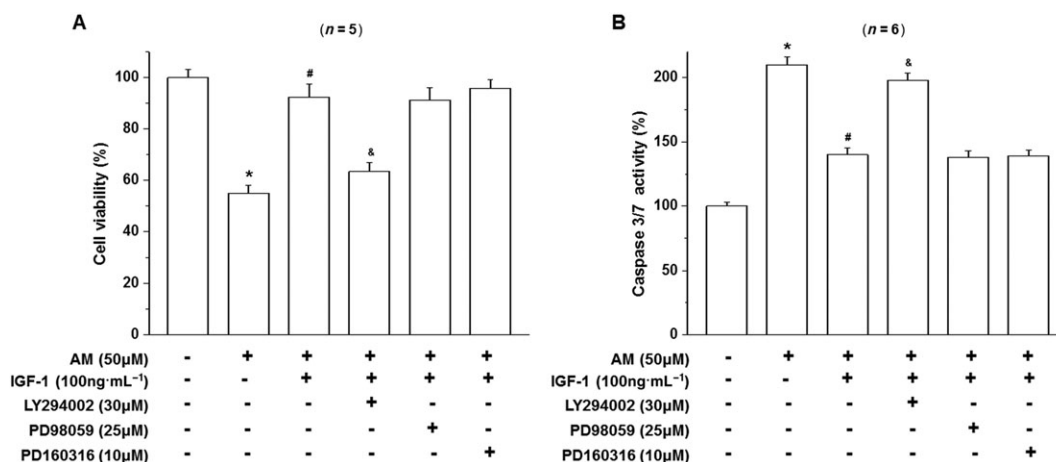 A
(n = 5)
Cell viability (%)
100
80
60
40
20
0
*
#
&
AM (50µM) - + + + + +
IGF-1 (100ng·mL⁻¹) - - + + + +
LY294002 (30µM) - - - + - -
PD98059 (25µM) - - - - + -
PD160316 (10µM) - - - - - +
B
(n = 6)
Caspase 3/7 activity (%)
200
150
100
50
0
*
#
&
AM (50µM) - + + + + +
IGF-1 (100ng·mL⁻¹) - - + + + +
LY294002 (30µM) - - - + - -
PD98059 (25µM) - - - - + -
PD160316 (10µM) - - - - - +